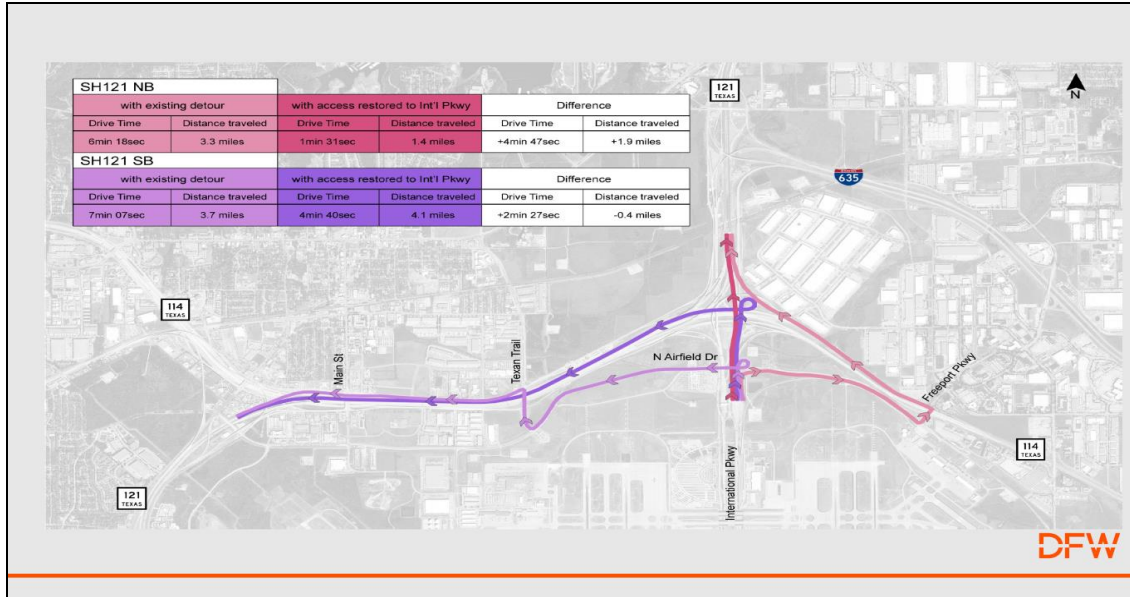 SH121 NB
with existing detour with access restored to Int'l Pkwy Difference
Drive Time Distance traveled Drive Time Distance traveled Drive Time Distance traveled
6min 18sec 3.3 miles 1min 31sec 1.4 miles +4min 47sec +1.9 miles
SH121 SB
with existing detour with access restored to Int'l Pkwy Difference
Drive Time Distance traveled Drive Time Distance traveled Drive Time Distance traveled
7min 07sec 3.7 miles 4min 40sec 4.1 miles +2min 27sec -0.4 miles
121
TEXAS
N
635
114
TEXAS
Main St
Texan Trail
N Airfield Dr
Freeport Pkwy
114
TEXAS
121
TEXAS
International Pkwy
DFW